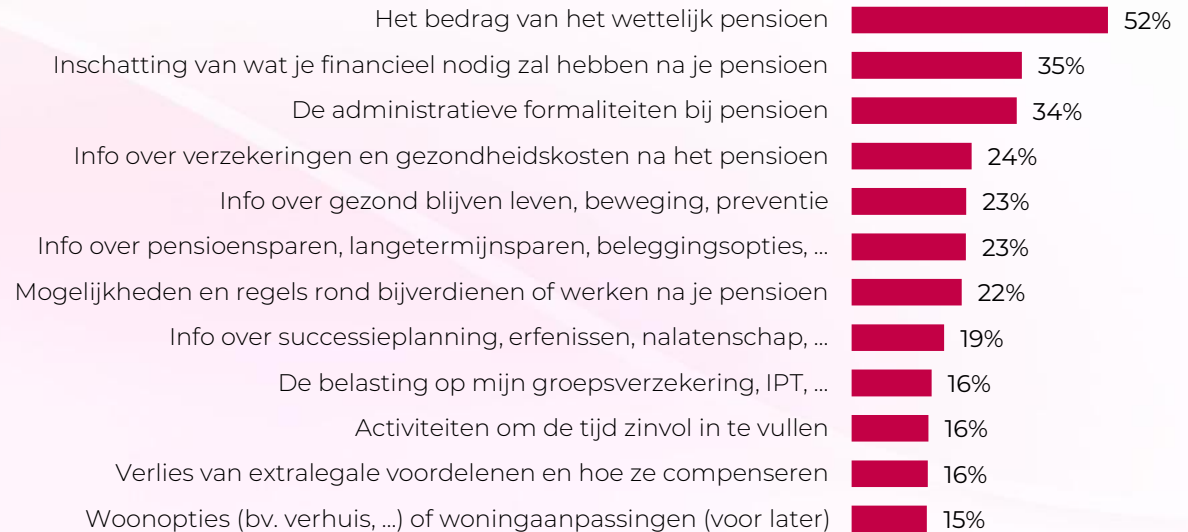 Het bedrag van het wettelijk pensioen 52%
Inschatting van wat je financieel nodig zal hebben na je pensioen 35%
De administratieve formaliteiten bij pensioen 34%
Info over verzekeringen en gezondheidskosten na het pensioen 24%
Info over gezond blijven leven, beweging, preventie 23%
Info over pensioensparen, langetermijnsparen, beleggingsopties, ... 23%
Mogelijkheden en regels rond bijverdienen of werken na je pensioen 22%
Info over successieplanning, erfenissen, nalatenschap, ... 19%
De belasting op mijn groepsverzekering, IPT, ... 16%
Activiteiten om de tijd zinvol in te vullen 16%
Verlies van extralegale voordelenen en hoe ze compenseren 16%
Woonopties (bv. verhuis, ...) of woningaanpassingen (voor later) 15%